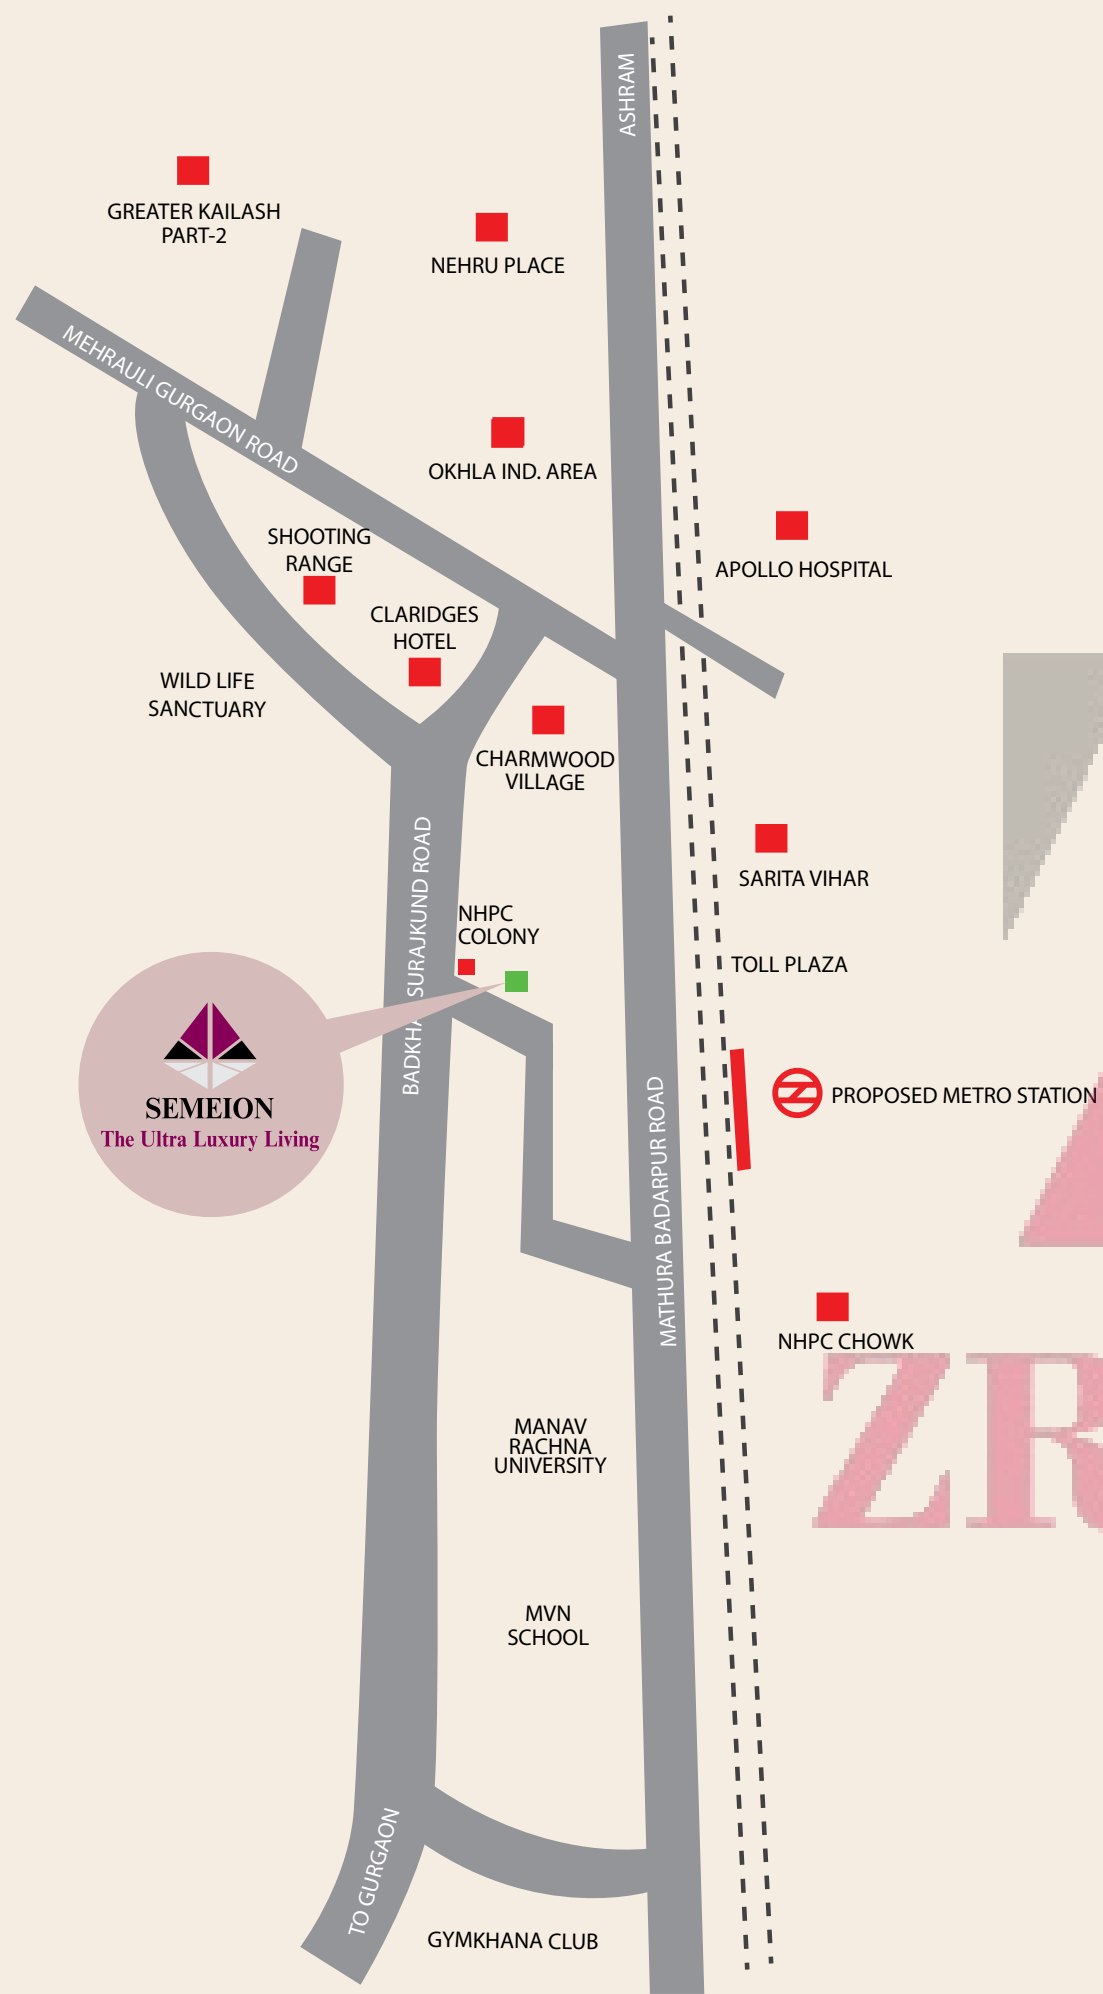 ASHRAM
GREATER KAILASH
PART-2
NEHRU PLACE
MEHRAULI GURGAON ROAD
OKHLA IND. AREA
SHOOTING
RANGE
APOLLO HOSPITAL
CLARIDGES
HOTEL
WILD LIFE
SANCTUARY
CHARMWOOD
VILLAGE
SARITA VIHAR
SURAJKUND ROAD
NHPC
COLONY
TOLL PLAZA
SEMEION
The Ultra Luxury Living
MATHURA BADARPUR ROAD
PROPOSED METRO STATION
NHPC CHOWK
ZR
MANAV
RACHNA
UNIVERSITY
MVN
SCHOOL
TO GURGAON
GYMKHANA CLUB